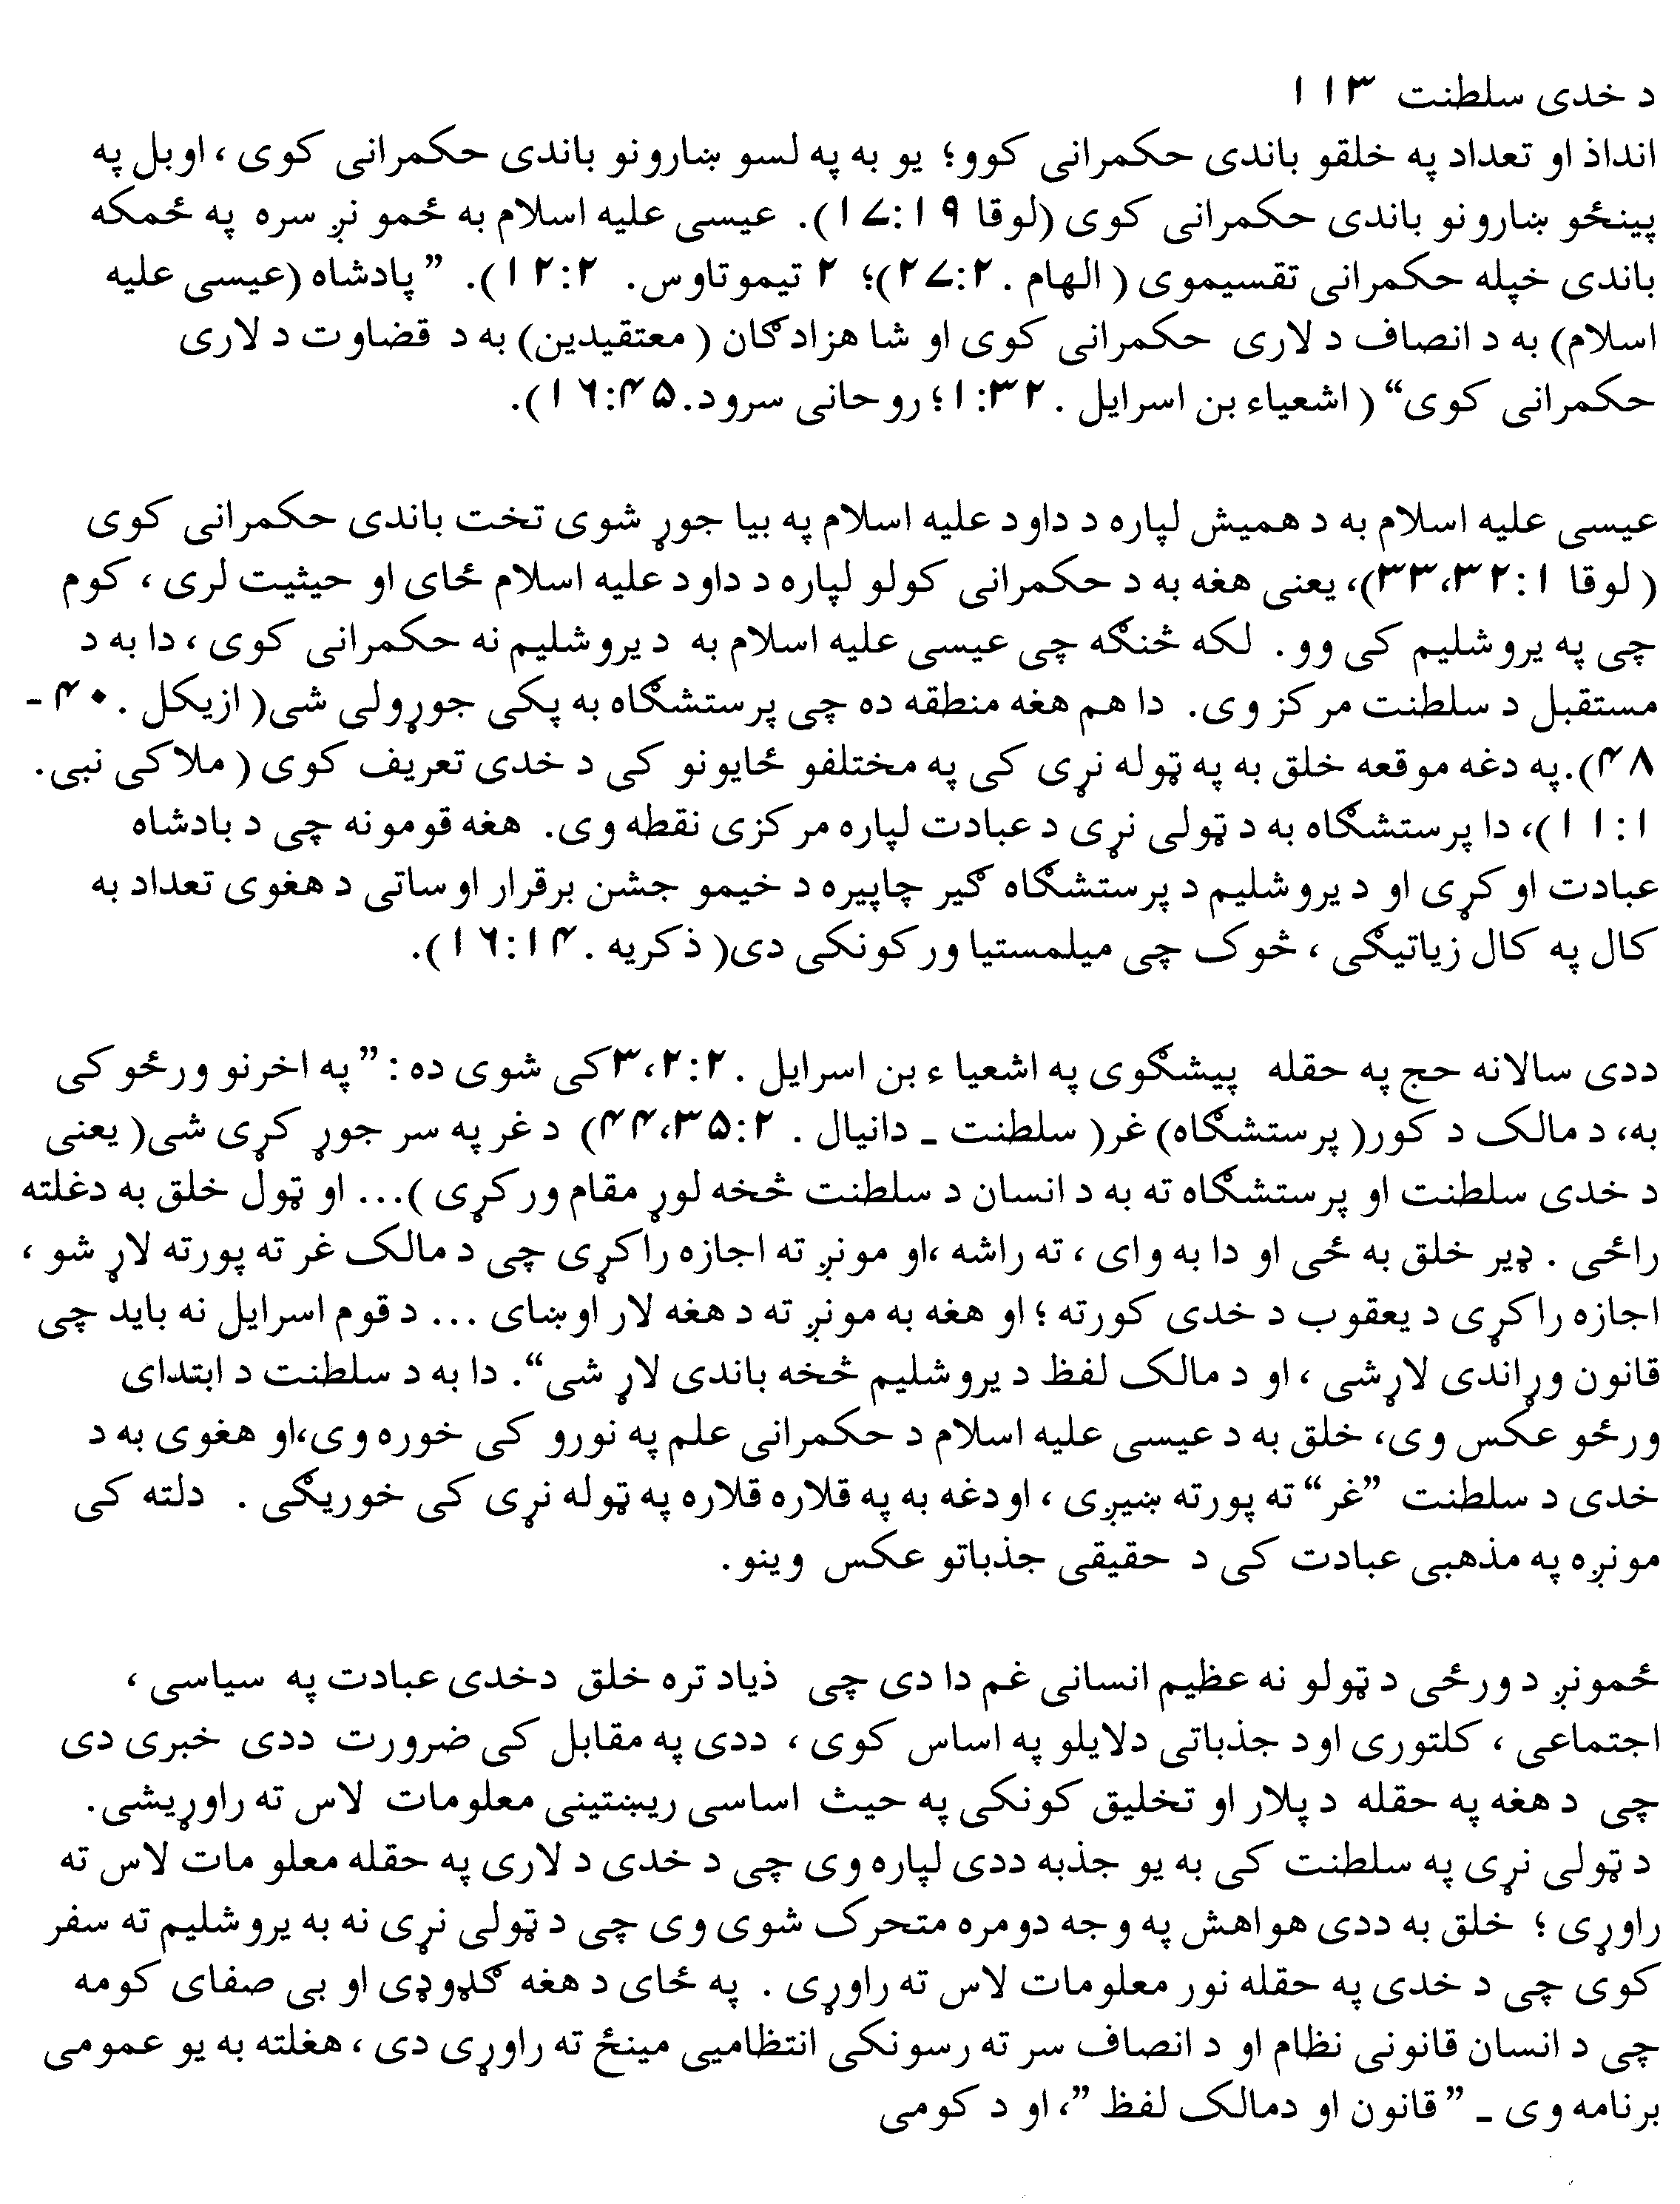 د خدی سلطنت ۱۱۳
انداذ او تعداد په خلقو باندی حکمرانی کوو؛ یو به په لسو ښارونو باندی حکمرانی کوی ، اوبل په
پینځو ښارونو باندی حکمرانی کوی (لوقا ۱۷:۱۹). عیسی علیه اسلام به ځمو نږ سره په ځمکه
باندی خپله حکمرانی تقسیموی ( الهام . ۲۷:۲)؛ ۲ تیموتاوس. ۱۲:۲). ” پادشاه (عیسی علیه
اسلام) به د انصاف د لاری حکمرانی کوی او شا هزادګان ( معتقیدین) به د قضاوت د لاری
حکمرانی کوی“ ( اشعیاء بن اسرایل . ۱:۳۲؛ روحانی سرود. ۱۶:۴۵).
عیسی علیه اسلام به د همیش لپاره د داود علیه اسلام په بیا جوړ شوی تخت باندی حکمرانی کوی
( لوقا ۳۳،۳۲:۱)، یعنی هغه به د حکمرانی کولو لپاره د داود علیه اسلام ځای او حیثیت لری ، کوم
چی په یروشلیم کی وو . لکه څنګه چی عیسی علیه اسلام به د یروشلیم نه حکمرانی کوی ، دا به د
مستقبل د سلطنت مرکز وی. دا هم هغه منطقه ده چی پرستشګاه به پکی جوړولی شی( ازیکل . ۴۰ -
۴۸).په دغه موقعه خلق به په ټوله نړی کی په مختلفو ځایونو کی د خدی تعریف کوی ( ملاکی نبی.
۱۱:۱)، دا پرستشګاه به د ټولی نړی د عبادت لپاره مرکزی نقطه وی. هغه قومونه چی د بادشاه
عبادت اوکړی او د یروشلیم د پرستشګاه ګیر چاپیره د خیمو جشن برقرار اوساتی د هغوی تعداد به
کال په کال زیاتیګی ، څوک چی میلمستیا ورکونکی دی( ذکریه . ۱۶:۱۴).
ددی سالانه حج په حقله پیشګوی په اشعیا ء بن اسرایل . ۳،۲:۲کی شوی ده : ” په اخرنو ورځو کی
به، د مالک د کور( پرستشګاه) غر( سلطنت ـ دانیال . ۴۴،۳۵:۲) د غر په سر جوړ کړی شی( یعنی
د خدی سلطنت او پرستشګاه ته به د انسان د سلطنت څخه لوړ مقام ورکړی )... او ټول خلق به دغلته
راځی . ډیر خلق به ځی او دا به وای ، ته راشه ،او مونږ ته اجازه راکړی چی د مالک غر ته پورته لاړ شو ،
اجازه راکړی د یعقوب د خدی کورته ؛ او هغه به مونږ ته د هغه لار اوښای ... د قوم اسرایل نه باید چی
قانون وړاندی لاړشی ، او د مالک لفظ د یروشلیم څخه باندی لاړ شی“. دا به د سلطنت د ابتدای
ورځو عکس وی، خلق به د عیسی علیه اسلام د حکمرانی علم په نورو کی خوره وی،او هغوی به د
خدی د سلطنت ”غر“ ته پورته ښیږی ، اودغه به په قلاره قلاره په ټوله نړی کی خوریګی . دلته کی
مونږه په مذهبی عبادت کی د حقیقی جذباتو عکس وینو.
ځمونږ د ورځی د ټولو نه عظیم انسانی غم دا دی چی ذیاد تره خلق دخدی عبادت په سیاسی ،
اجتماعی ، کلتوری اود جذباتی دلایلو په اساس کوی ، ددی په مقابل کی ضرورت ددی خبری دی
چی د هغه په حقله د پلار او تخلیق کونکی په حیث اساسی ریښتینی معلومات لاس ته راوړیشی.
د ټولی نړی په سلطنت کی به یو جذبه ددی لپاره وی چی د خدی د لاری په حقله معلو مات لاس ته
راوړی ؛ خلق به ددی هواهش په وجه دومره متحرک شوی وی چی د ټولی نړی نه به یروشلیم ته سفر
کوی چی د خدی په حقله نور معلومات لاس ته راوړی . په ځای د هغه ګډوډی او بی صفای کومه
چی د انسان قانونی نظام او د انصاف سر ته رسونکی انتظامیی مینځ ته راوړی دی ، هغلته به یو عمومی
برنامه وی ـ ” قانون او دمالک لفظ ”، او د کومی